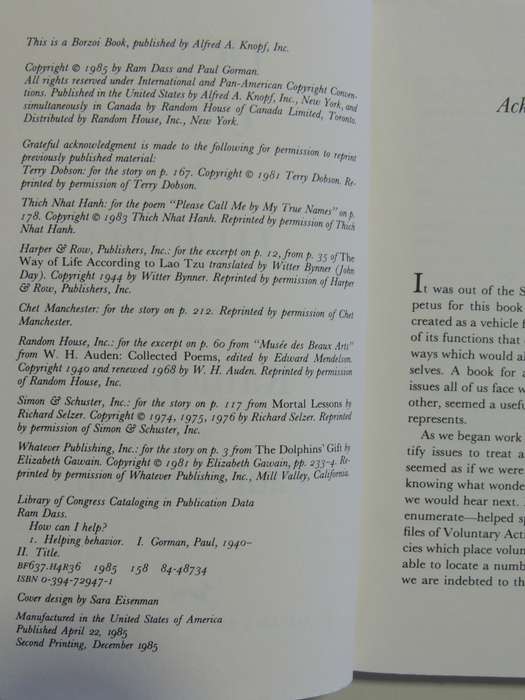 This is a Borzoi Book, published by Alfred A. Knopf, Inc.
Copyright © 1985 by Ram Dass and Paul Gorman.
All rights reserved under International and Pan-American Copyright Conven-
tions. Published in the United States by Alfred A. Knopf, Inc., New York, and
simultaneously in Canada by Random House of Canada Limited, Toronto.
Distributed by Random House, Inc., New York.
Grateful acknowledgment is made to the following for permission to reprint
previously published material:
Terry Dobson: for the story on p. 167. Copyright © 1981 Terry Dobson. Re-
printed by permission of Terry Dobson.
Thich Nhat Hanh: for the poem "Please Call Me by My True Names" on p.
178. Copyright © 1983 Thich Nhat Hanh. Reprinted by permission of Thich
Nhat Hanh.
Harper & Row, Publishers, Inc.: for the excerpt on p. 12, from p. 35 of The
Way of Life According to Lao Tzu translated by Witter Bynner (John
Day). Copyright 1944 by Witter Bynner. Reprinted by permission of Harper
& Row, Publishers, Inc.
Chet Manchester: for the story on p. 212. Reprinted by permission of Chet
Manchester.
Random House, Inc.: for the excerpt on p. 60 from "Musée des Beaux Arts"
from W. H. Auden: Collected Poems, edited by Edward Mendelson.
Copyright 1940 and renewed 1968 by W. H. Auden. Reprinted by permission
of Random House, Inc.
Simon & Schuster, Inc.: for the story on p. 117 from Mortal Lessons by
Richard Selzer. Copyright © 1974, 1975, 1976 by Richard Selzer. Reprinted
by permission of Simon & Schuster, Inc.
Whatever Publishing, Inc.: for the story on p. 3 from The Dolphins' Gift by
Elizabeth Gawain. Copyright © 1981 by Elizabeth Gawain, pp. 233-4. Re-
printed by permission of Whatever Publishing, Inc., Mill Valley, California.
Library of Congress Cataloging in Publication Data
Ram Dass.
How can I help?
1. Helping behavior. I. Gorman, Paul, 1940–
II. Title.
BF637.H4R36 1985 158 84-48734
ISBN 0-394-72947-1
Cover design by Sara Eisenman
Manufactured in the United States of America
Published April 22, 1985
Second Printing, December 1985
Ack
It was out of the S
petus for this book
created as a vehicle f
of its functions that
ways which would al
selves. A book for a
issues all of us face w
other, seemed a usefu
represents.
As we began work
tify issues to treat a
seemed as if we were
knowing what wonde
we would hear next.
enumerate—helped sp
files of Voluntary Acti
cies which place volun
able to locate a numb
we are indebted to th